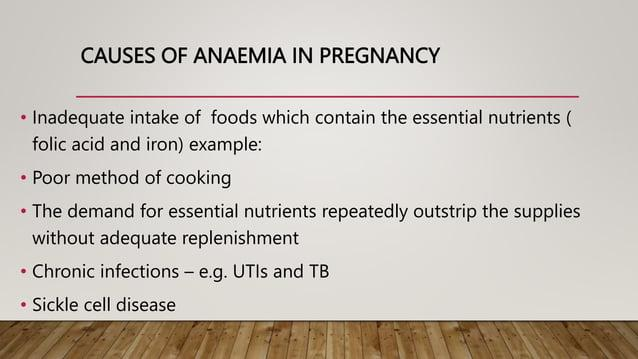 CAUSES OF ANAEMIA IN PREGNANCY
• Inadequate intake of  foods which contain the essential nutrients (
folic acid and iron) example:
• Poor method of cooking
• The demand for essential nutrients repeatedly outstrip the supplies
without adequate replenishment
• Chronic infections – e.g. UTIs and TB
• Sickle cell disease